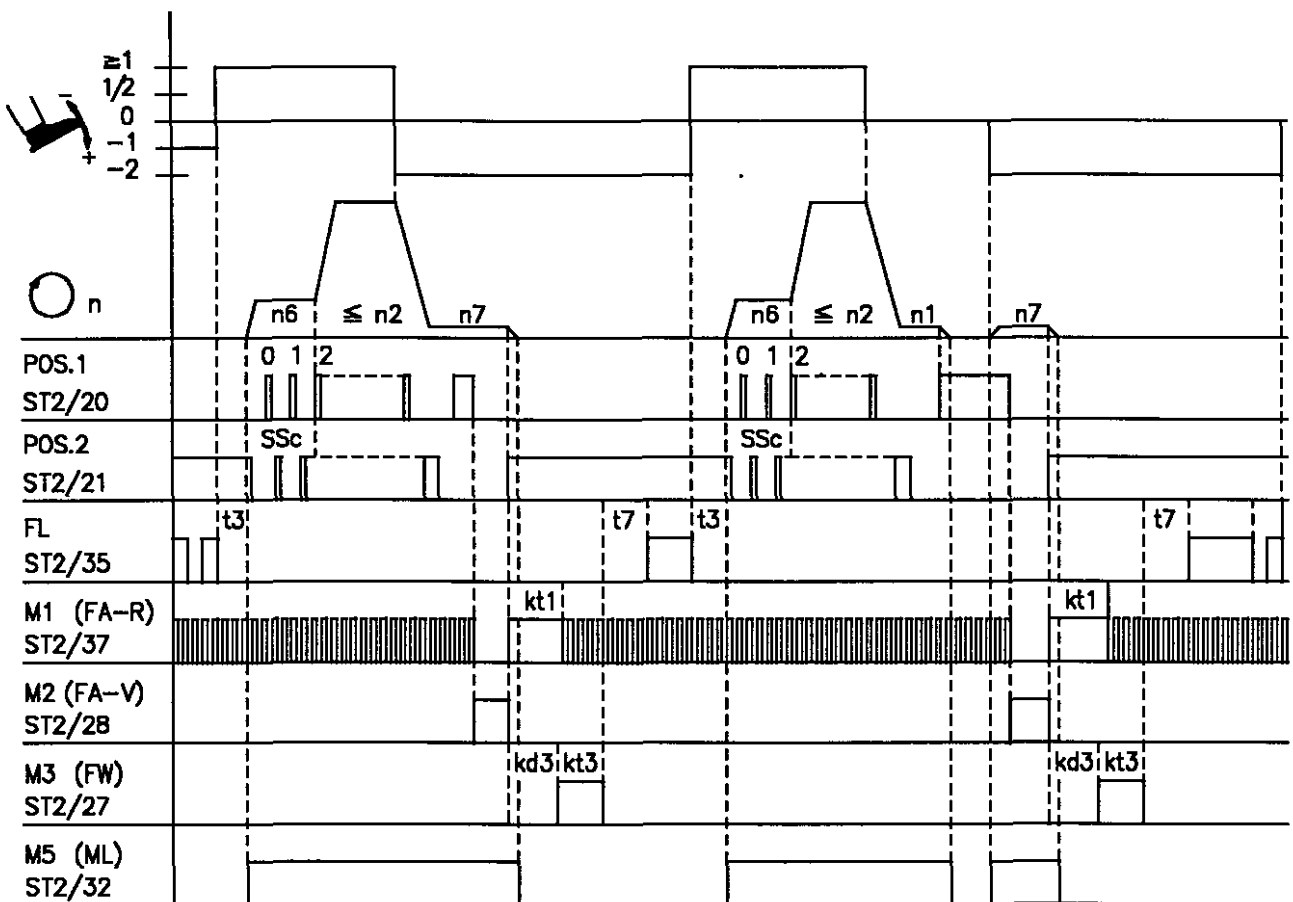 ≧1
1/2
0
-1
-2
−
+
n
n6 ≦ n2 n7 n6 ≦ n2 n1 n7
POS.1
ST2/20
0 1 2 0 1 2
POS.2
ST2/21
SSc SSc
FL
ST2/35
t3 t7 t3 t7
M1 (FA-R)
ST2/37
kt1 kt1
M2 (FA-V)
ST2/28
M3 (FW)
ST2/27
kd3 kt3 kd3 kt3
M5 (ML)
ST2/32